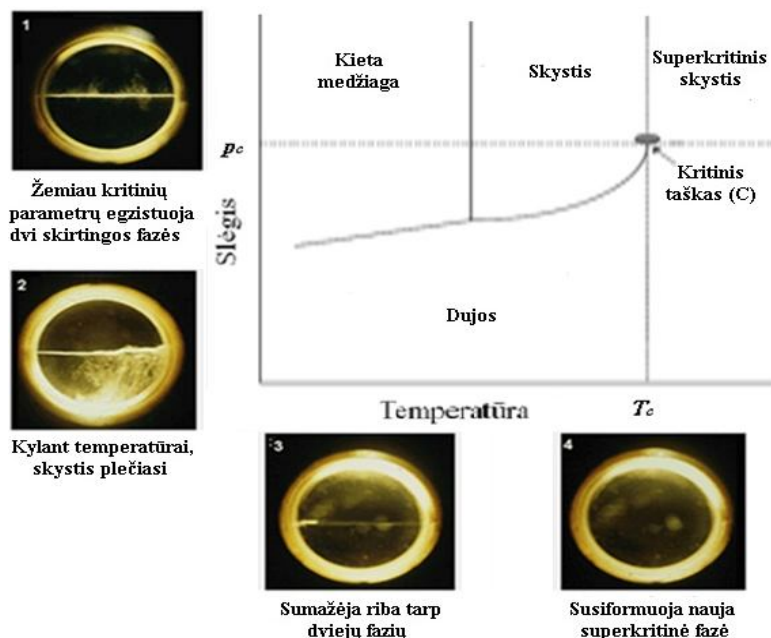 1
Žemiau kritinių
parametrų egzistuoja
dvi skirtingos fazės
2
Kylant temperatūrai,
skystis plečiasi
Kieta
medžiaga
Skystis
Superkritinis
skystis
pc
Kritinis
taškas (C)
Slėgis
Dujos
Temperatūra
Tc
3
Sumažėja riba tarp
dviejų fazių
4
Susiformuoja nauja
superkritinė fazė